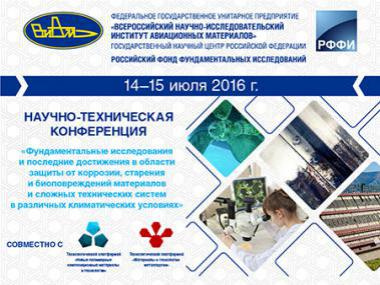 ВИАМ
ФЕДЕРАЛЬНОЕ ГОСУДАРСТВЕННОЕ УНИТАРНОЕ ПРЕДПРИЯТИЕ
«ВСЕРОССИЙСКИЙ НАУЧНО-ИССЛЕДОВАТЕЛЬСКИЙ
ИНСТИТУТ АВИАЦИОННЫХ МАТЕРИАЛОВ»
ГОСУДАРСТВЕННЫЙ НАУЧНЫЙ ЦЕНТР РОССИЙСКОЙ ФЕДЕРАЦИИ
РОССИЙСКИЙ ФОНД ФУНДАМЕНТАЛЬНЫХ ИССЛЕДОВАНИЙ
РФФИ
14–15 июля 2016 г.
НАУЧНО-ТЕХНИЧЕСКАЯ
КОНФЕРЕНЦИЯ
«Фундаментальные исследования
и последние достижения в области
защиты от коррозии, старения
и биоповреждений материалов
и сложных технических систем
в различных климатических условиях»
СОВМЕСТНО С
Технологической платформой
«Новые полимерные
композиционные материалы
и технологии»
Технологической платформой
«Материалы и технологии
металлургии»